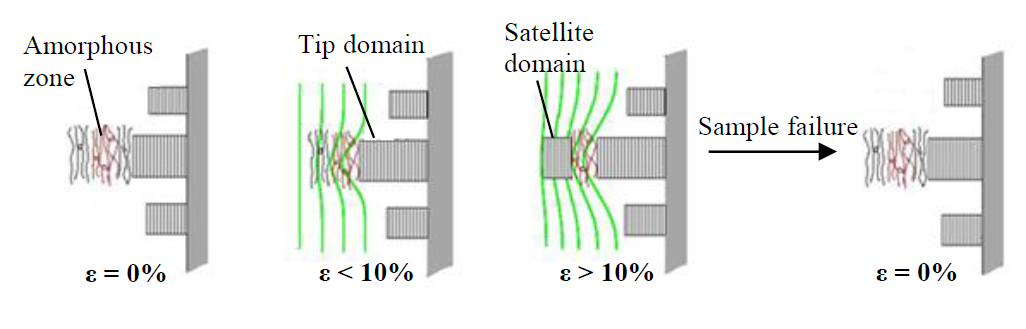 Amorphous
zone
Tip domain
Satellite
domain
Sample failure
ε = 0%
ε < 10%
ε > 10%
ε = 0%